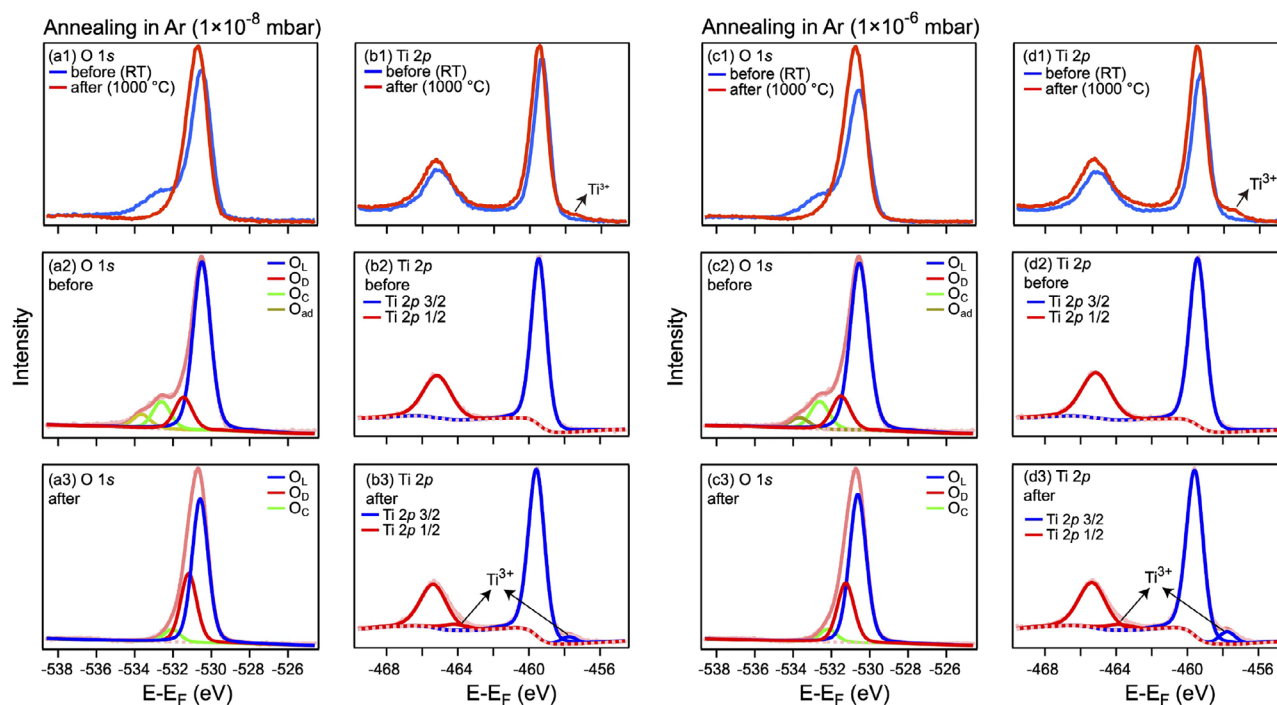 Annealing in Ar (1×10⁻⁸ mbar)
(a1) O 1s
before (RT)
after (1000 °C)
(b1) Ti 2p
before (RT)
after (1000 °C)
Ti³⁺
Annealing in Ar (1×10⁻⁶ mbar)
(c1) O 1s
before (RT)
after (1000 °C)
(d1) Ti 2p
before (RT)
after (1000 °C)
Ti³⁺
Intensity
(a2) O 1s
before
O_L
O_D
O_C
O_ad
(b2) Ti 2p
before
Ti 2p 3/2
Ti 2p 1/2
Intensity
(c2) O 1s
before
O_L
O_D
O_C
O_ad
(d2) Ti 2p
before
Ti 2p 3/2
Ti 2p 1/2
(a3) O 1s
after
O_L
O_D
O_C
(b3) Ti 2p
after
Ti 2p 3/2
Ti 2p 1/2
Ti³⁺
(c3) O 1s
after
O_L
O_D
O_C
(d3) Ti 2p
after
Ti 2p 3/2
Ti 2p 1/2
Ti³⁺
-538 -534 -530 -526
E-E_F (eV)
-468 -464 -460 -456
E-E_F (eV)
-538 -534 -530 -526
E-E_F (eV)
-468 -464 -460 -456
E-E_F (eV)